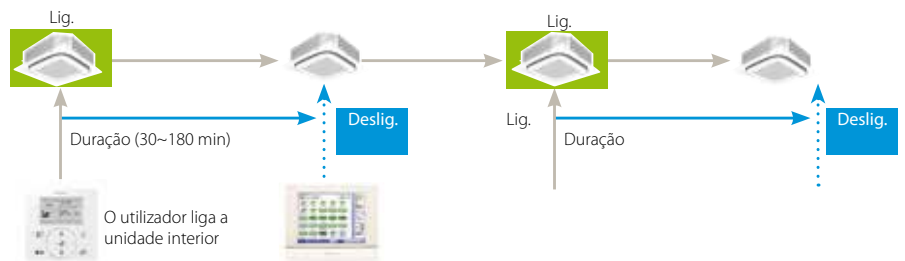 Lig.
Lig.
Deslig.
Lig.
Deslig.
Duração (30~180 min)
Duração
O utilizador liga a
unidade interior